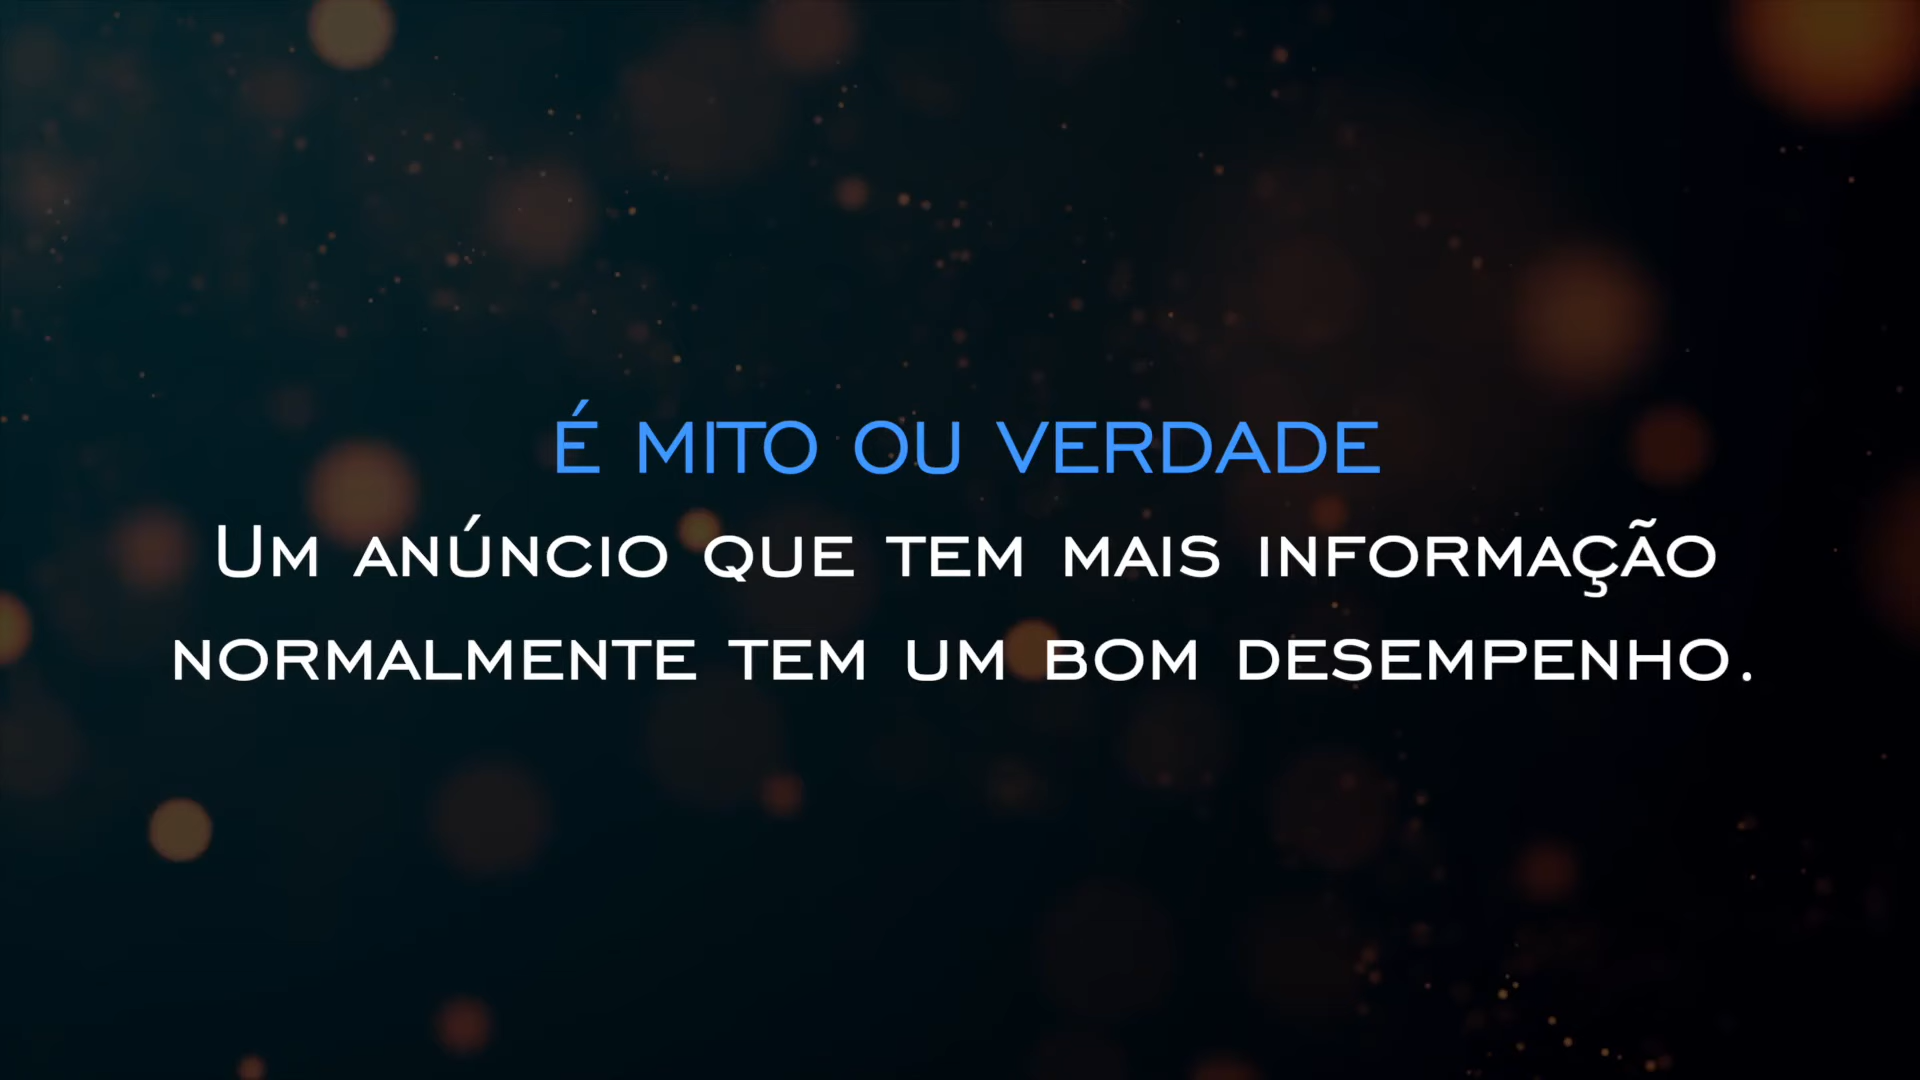 É MITO OU VERDADE
Um anúncio que tem mais informação
normalmente tem um bom desempenho.